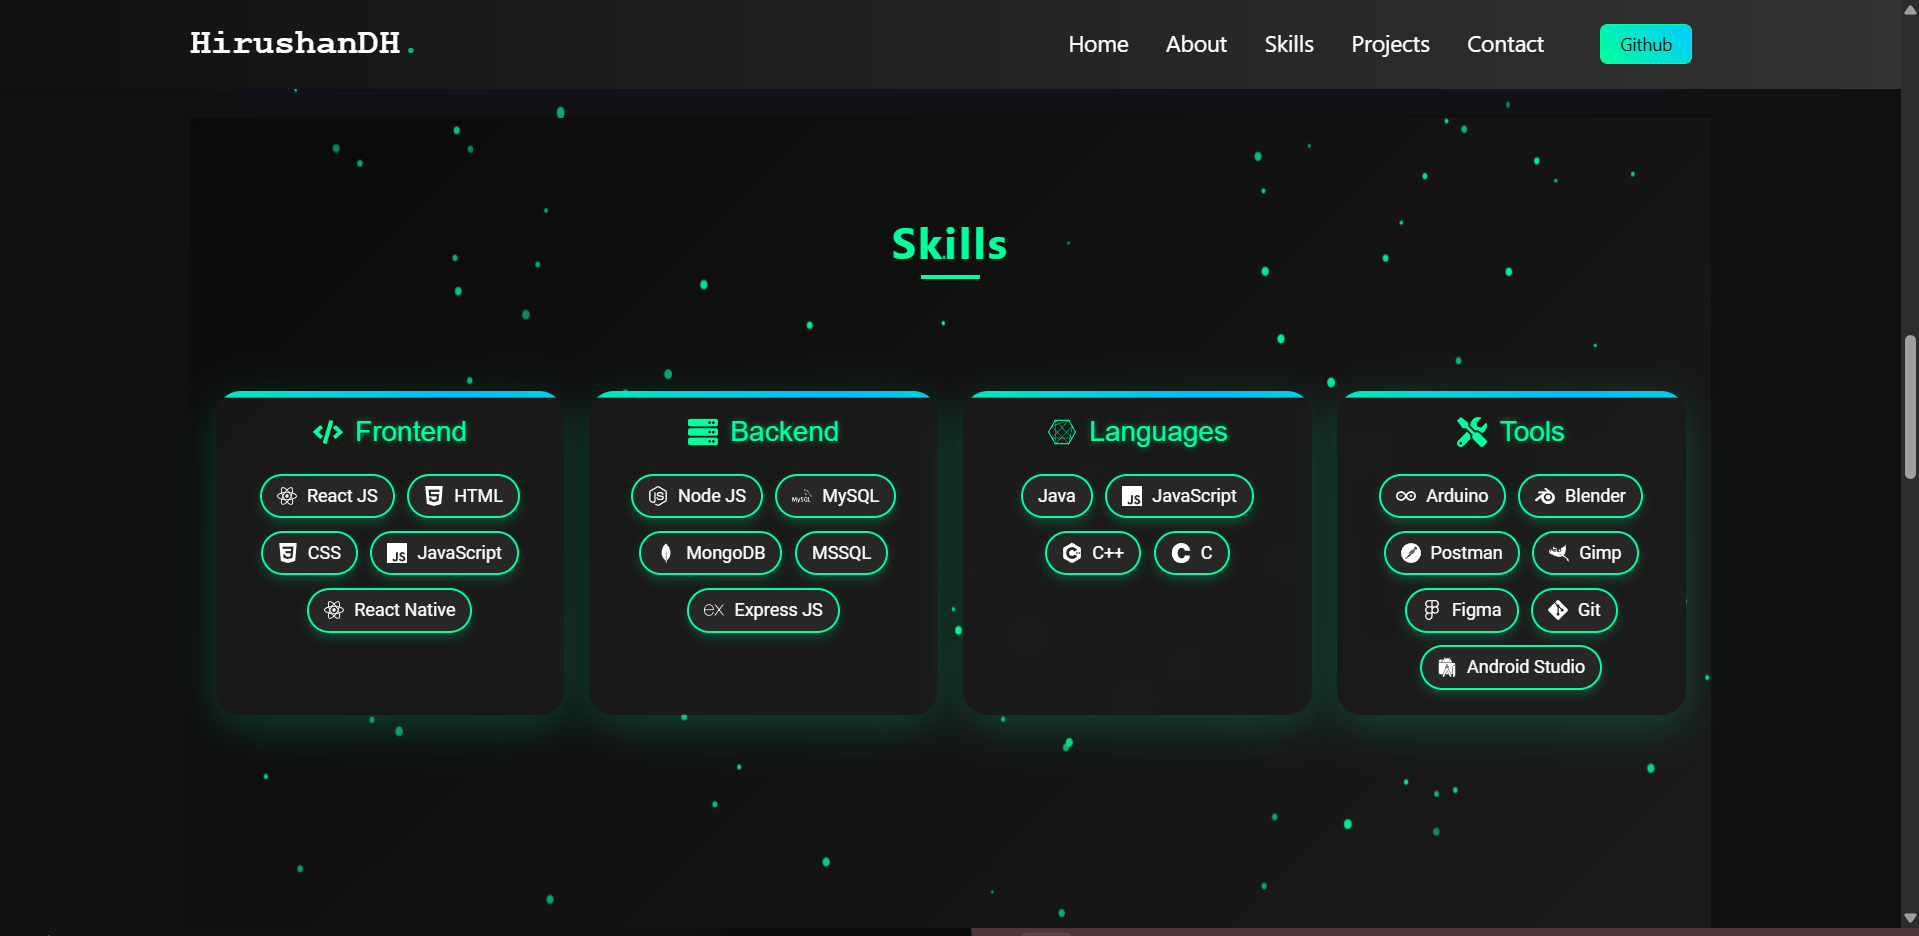 HirushanDH.
Home About Skills Projects Contact Github
Skills
Frontend
React JS HTML
CSS JavaScript
React Native
Backend
Node JS MySQL
MongoDB MSSQL
Express JS
Languages
Java JavaScript
C++ C
Tools
Arduino Blender
Postman Gimp
Figma Git
Android Studio